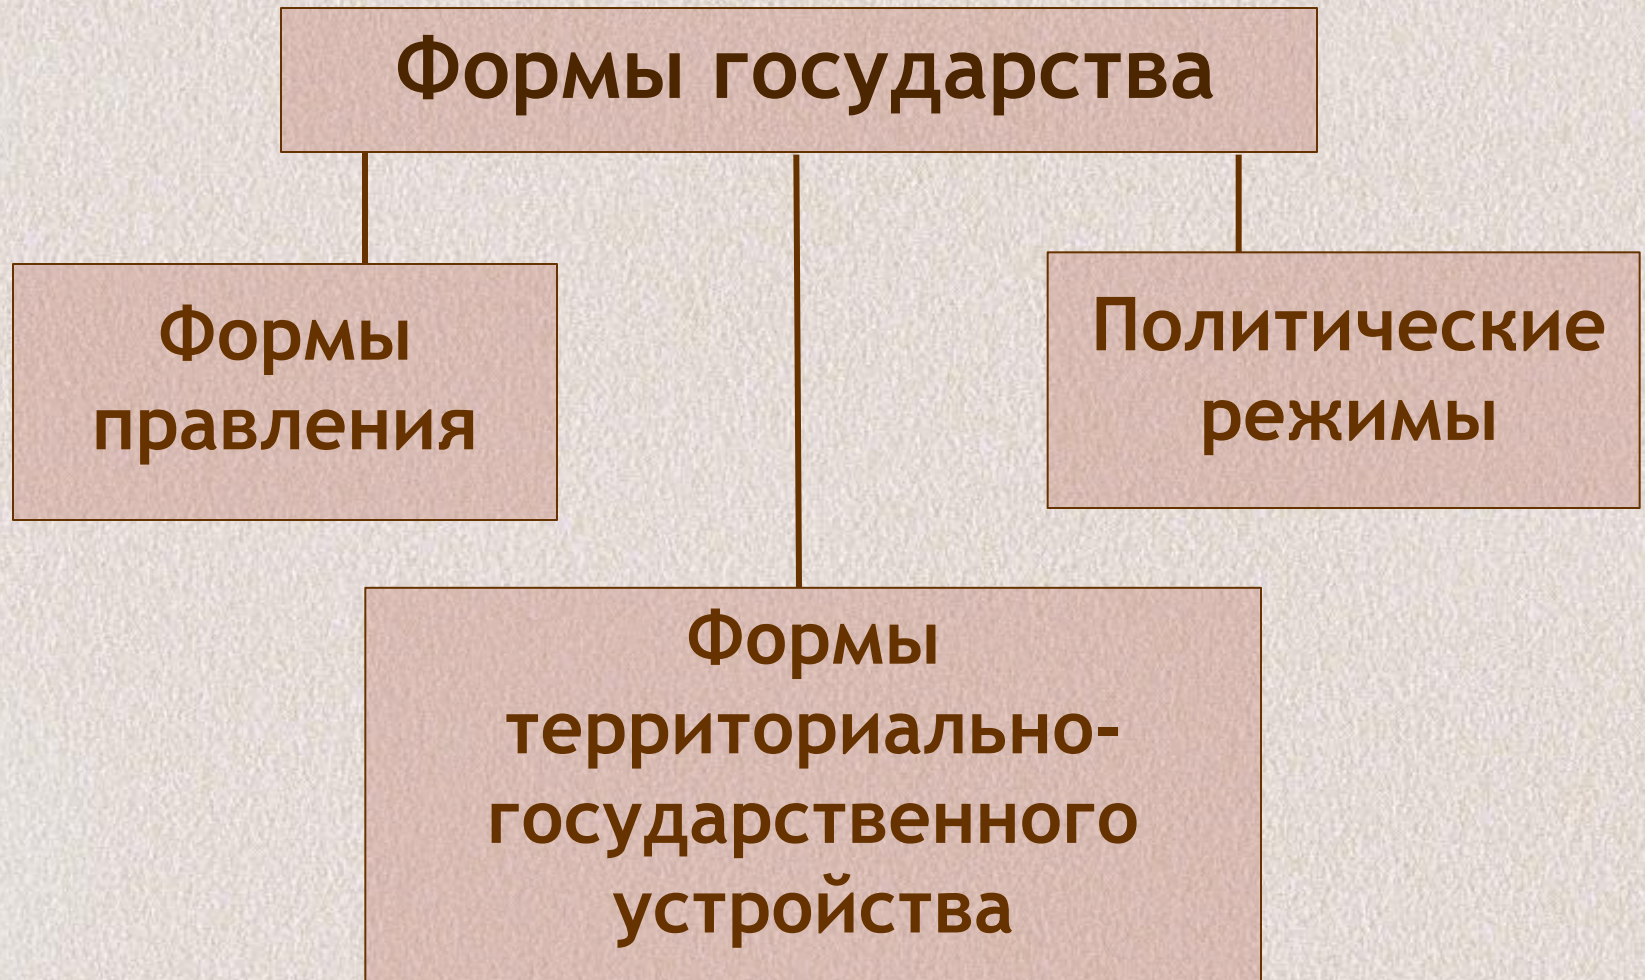 Формы государства
Формы
правления
Политические
режимы
Формы
территориально-
государственного
устройства